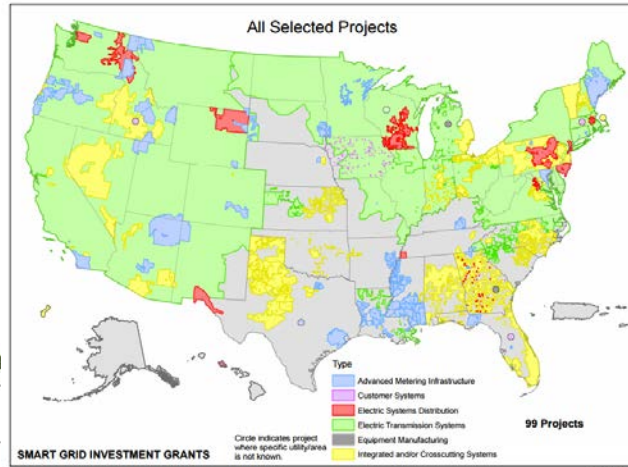 All Selected Projects
Type
Advanced Metering Infrastructure
Customer Systems
Electric Systems Distribution
Electric Transmission Systems
Equipment Manufacturing
Integrated and/or Crosscutting Systems
Circle indicates project
where specific utility/area
is not known.
99 Projects
SMART GRID INVESTMENT GRANTS